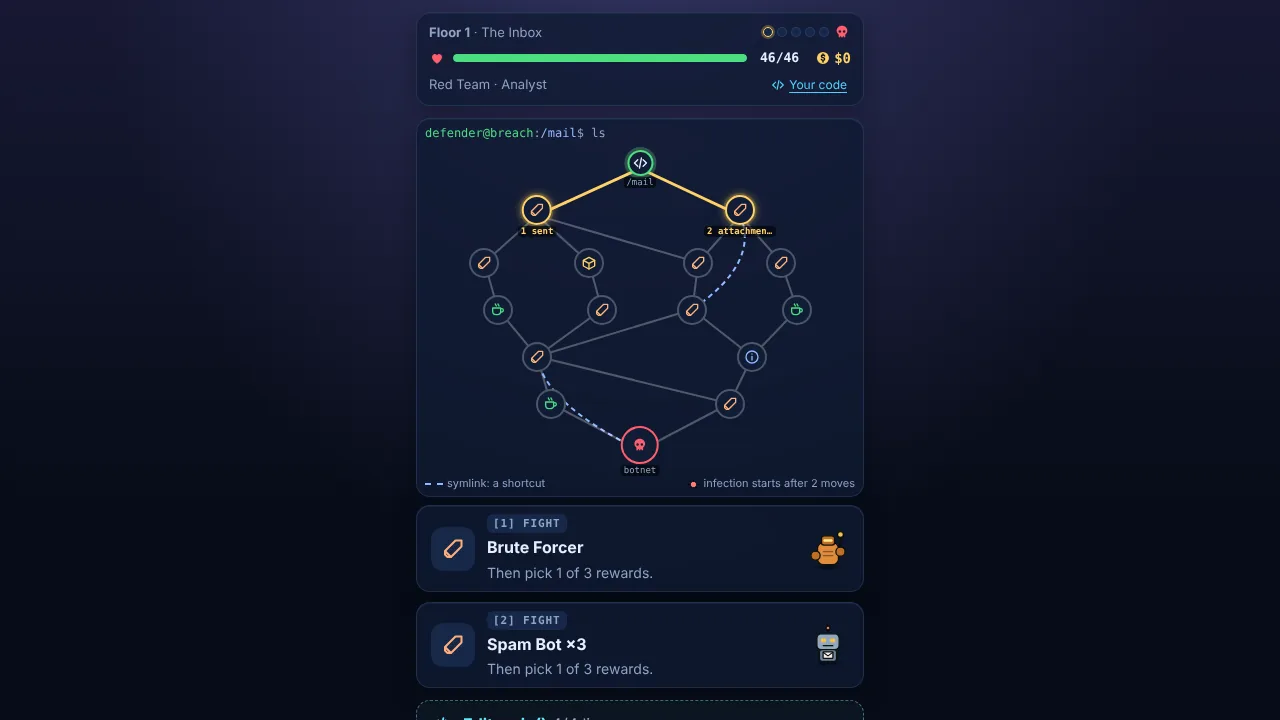 Floor 1 · The Inbox
46/46 $0
Red Team · Analyst Your code
defender@breach:/mail$ ls
/mail
1 sent 2 attachmen…
botnet
symlink: a shortcut infection starts after 2 moves
[1] FIGHT
Brute Forcer
Then pick 1 of 3 rewards.
[2] FIGHT
Spam Bot ×3
Then pick 1 of 3 rewards.